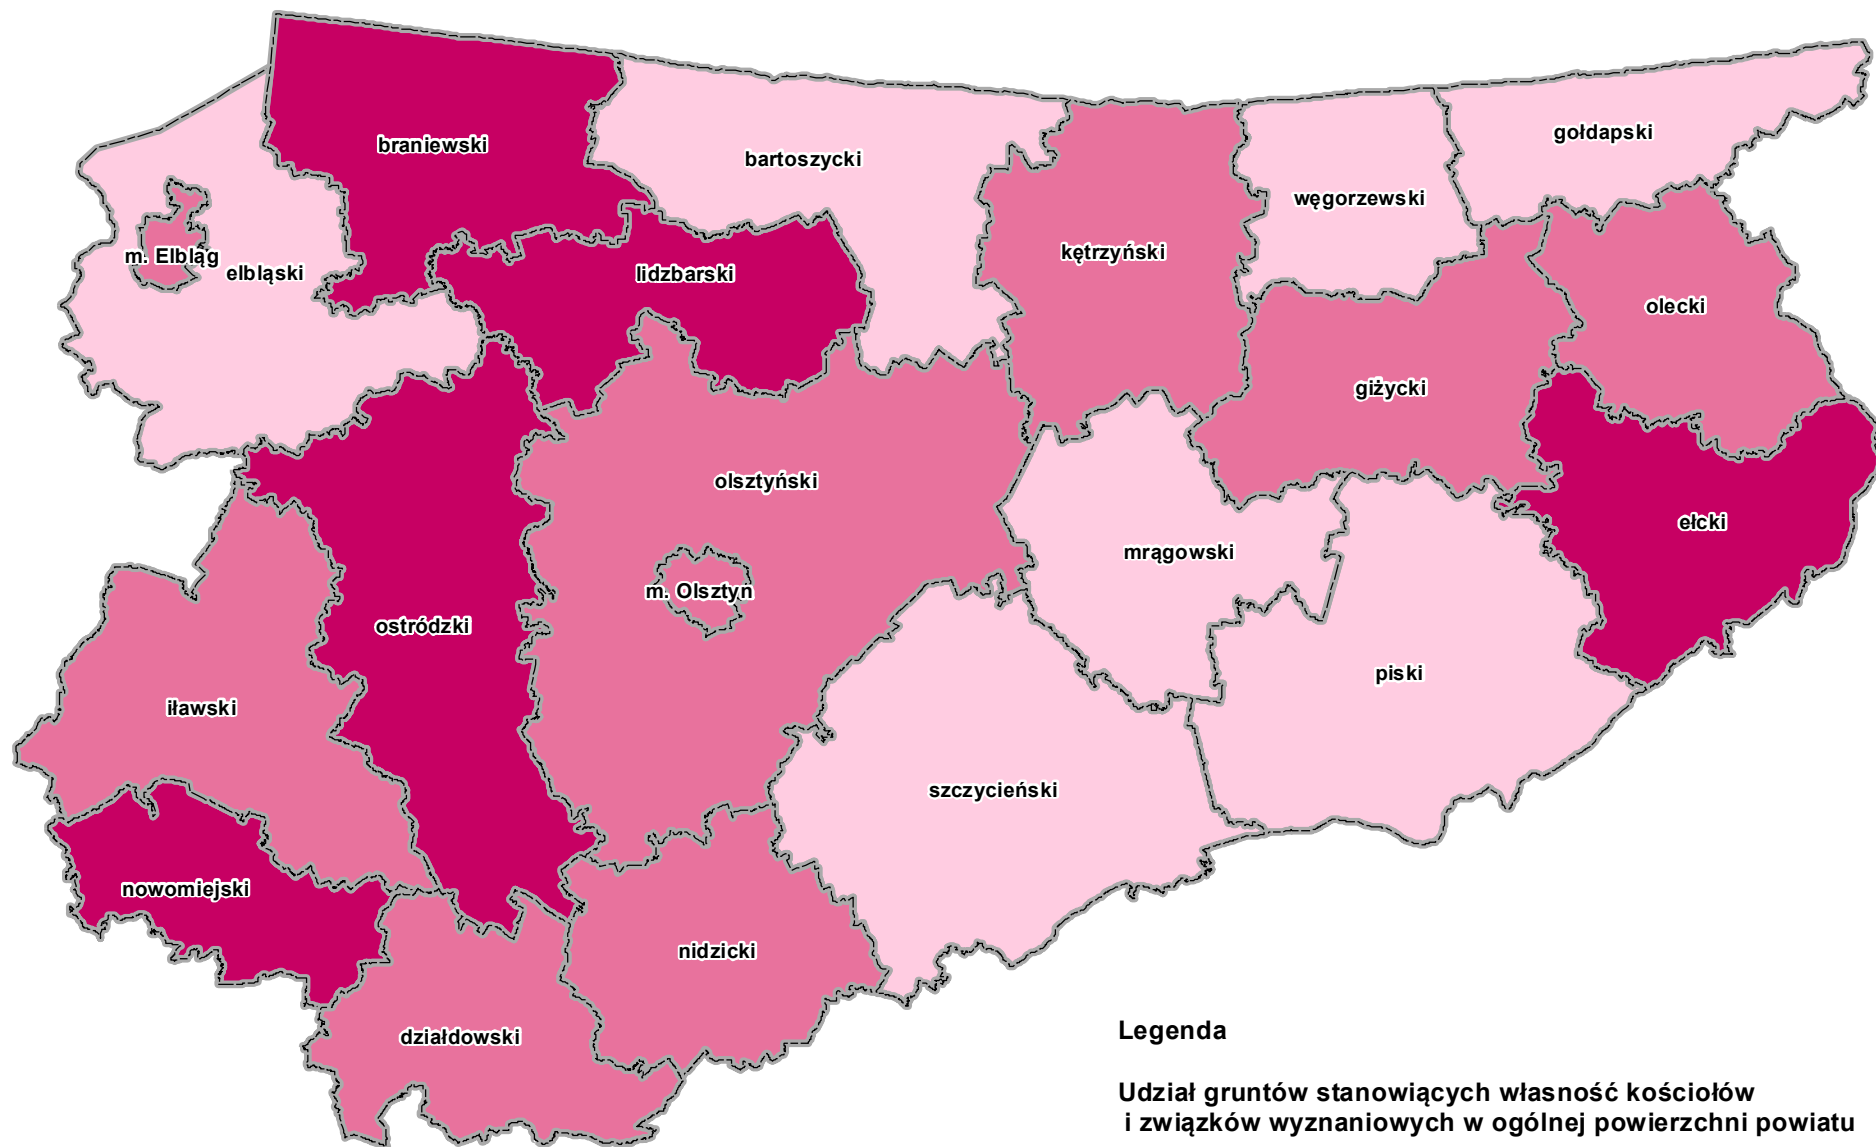 braniewski
bartoszycki
gołdapski
węgorzewski
m. Elbląg
elbląski
lidzbarski
kętrzyński
olecki
giżycki
olsztyński
ełcki
mrągowski
m. Olsztyn
ostródzki
piski
iławski
szczycieński
nowomiejski
nidzicki
działdowski
Legenda
Udział gruntów stanowiących własność kościołów
i związków wyznaniowych w ogólnej powierzchni powiatu